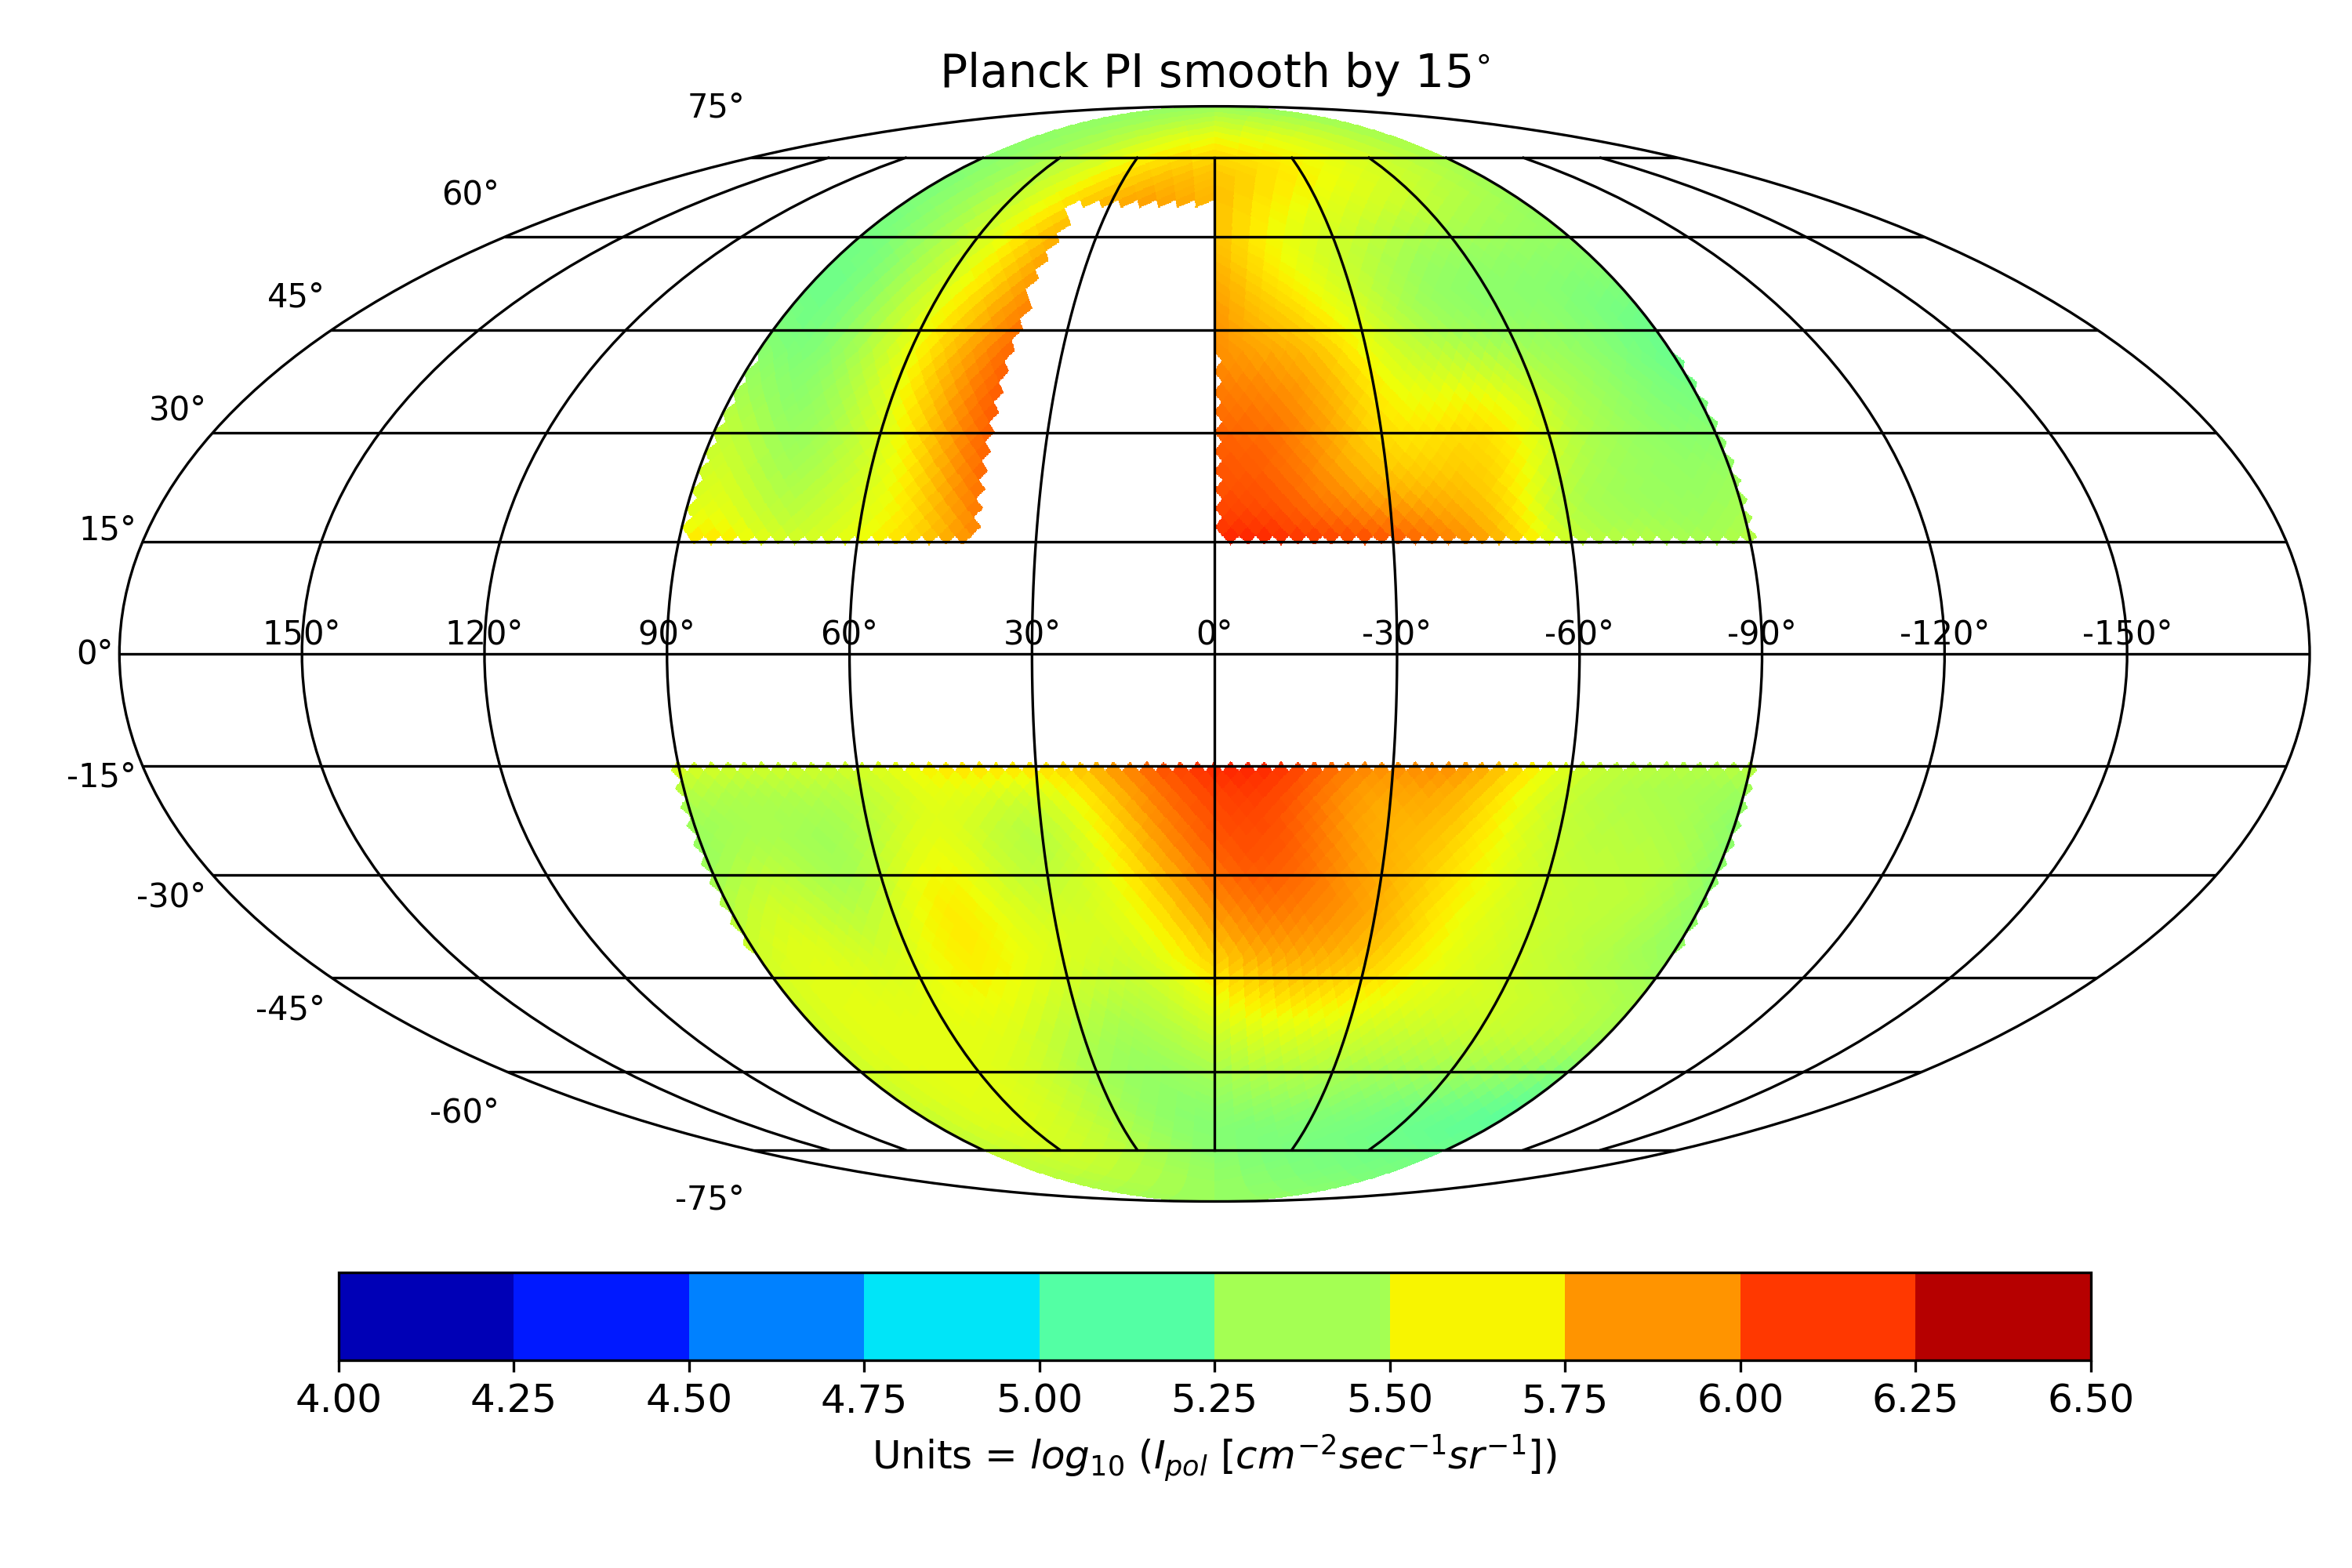 Planck PI smooth by 15°
75°
60°
45°
30°
15°
150° 120° 90° 60° 30° 0° -30° -60° -90° -120° -150°
0°
-15°
-30°
-45°
-60°
-75°
4.00 4.25 4.50 4.75 5.00 5.25 5.50 5.75 6.00 6.25 6.50
Units = log₁₀ (I_pol [cm⁻²sec⁻¹sr⁻¹])